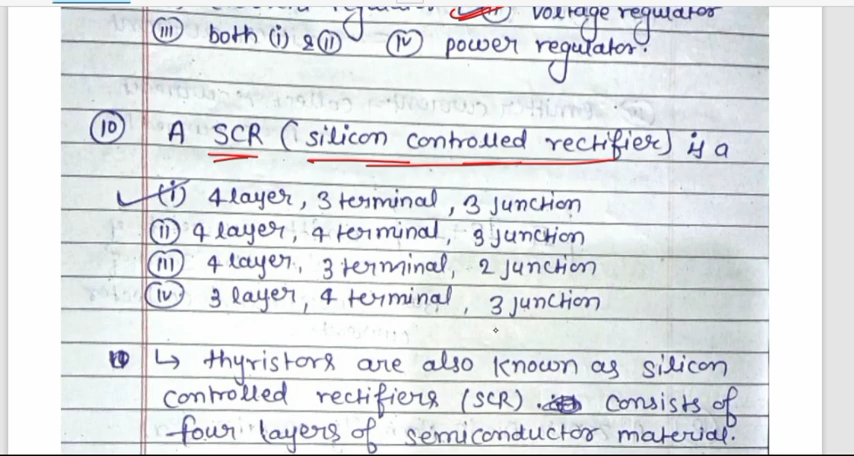 voltage regulator
(iii) both (i) & (ii) (iv) power regulator.
(10) A SCR (silicon controlled rectifier) is a
(i) 4 layer, 3 terminal, 3 junction
(ii) 4 layer, 4 terminal, 3 junction
(iii) 4 layer, 3 terminal, 2 junction
(iv) 3 layer, 4 terminal, 3 junction
↳ thyristors are also known as silicon
controlled rectifiers (SCR). consists of
four layers of semiconductor material.